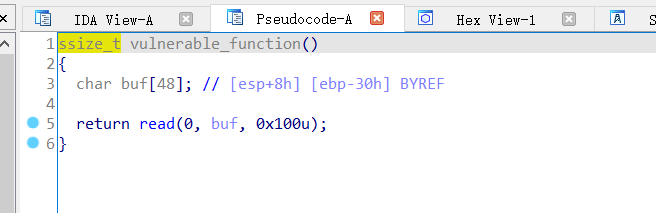 IDA View-A Pseudocode-A Hex View-1 A S
1 ssize_t vulnerable_function()
2 {
3 char buf[48]; // [esp+8h] [ebp-30h] BYREF
4
5 return read(0, buf, 0x100u);
6 }